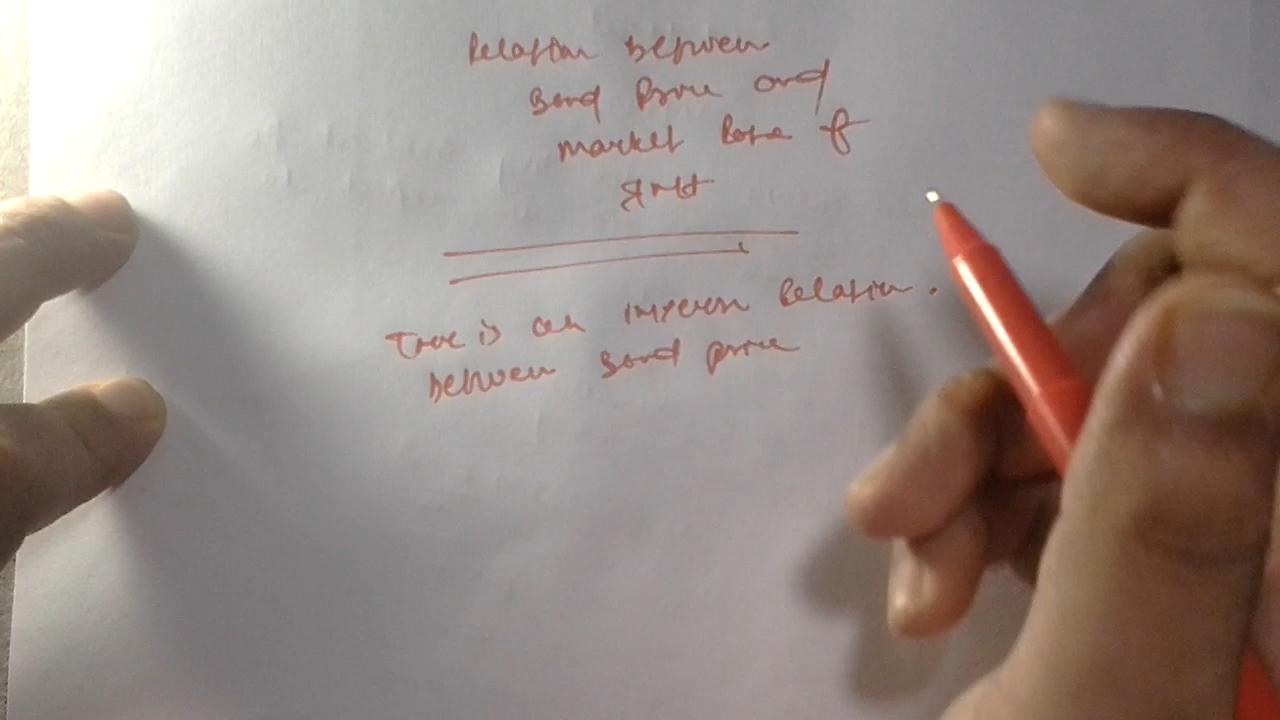 Relation between
Bond Price and
market Rate of
There is an inverse Relation.
between Bond price